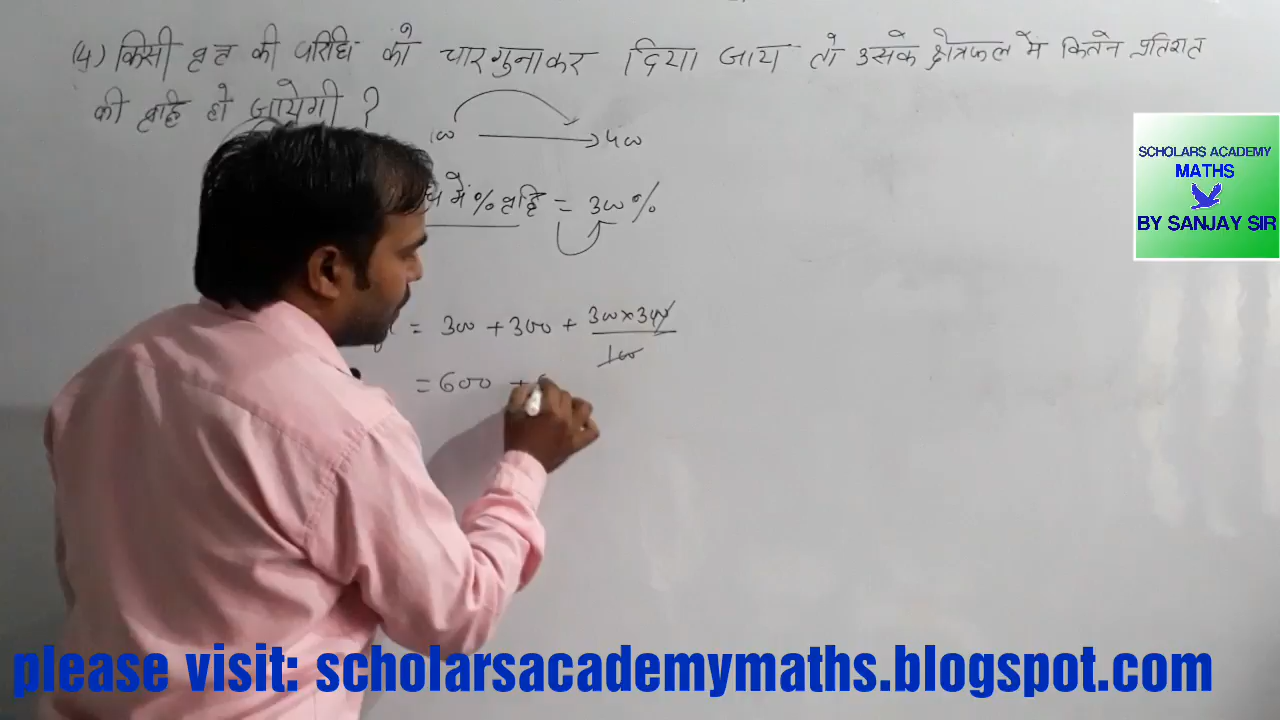 (4) किसी वृत्त की परिधि को चारगुना कर दिया जाय तो उसके क्षेत्रफल में कितने प्रतिशत
की वृद्धि हो जायेगी ?
100 → 400
में % वृद्धि = 300 %
= 300 + 300 + 300 x 300
100
= 600 +
SCHOLARS ACADEMY
MATHS
BY SANJAY SIR
please visit: scholarsacademymaths.blogspot.com